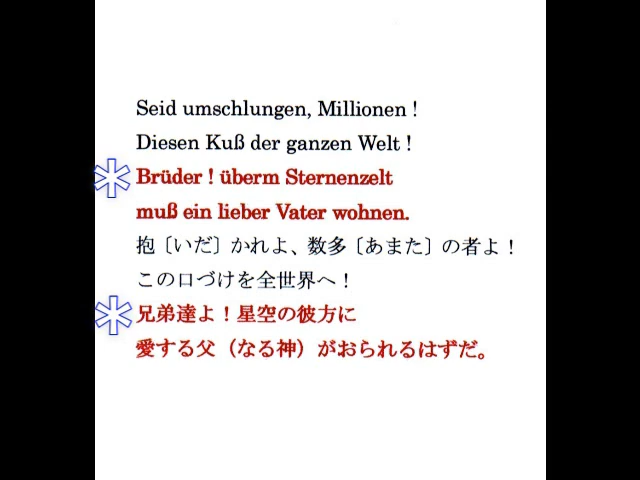 Seid umschlungen, Millionen !
Diesen Kuß der ganzen Welt !
Brüder ! überm Sternenzelt
muß ein lieber Vater wohnen.
抱〔いだ〕かれよ、数多〔あまた〕の者よ！
この口づけを全世界へ！
兄弟達よ！星空の彼方に
愛する父（なる神）がおられるはずだ。